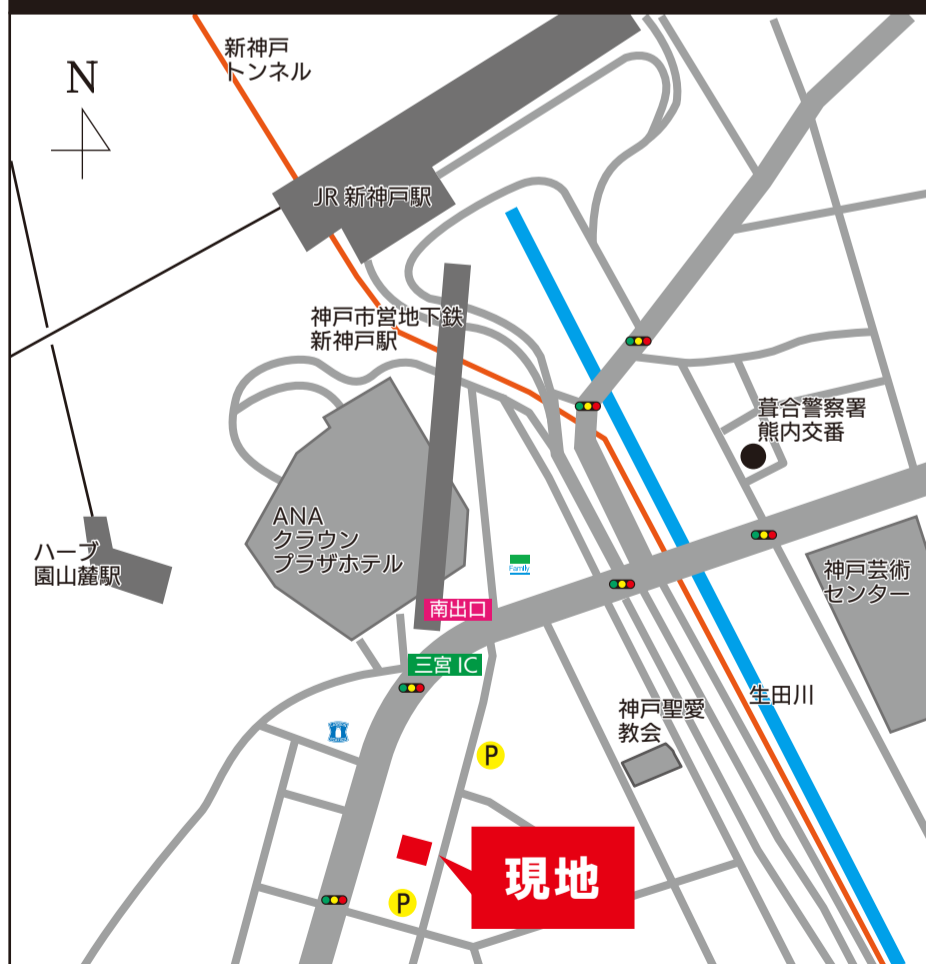 N
新神戸
トンネル
JR 新神戸駅
神戸市営地下鉄
新神戸駅
葺合警察署
熊内交番
ANA
クラウン
プラザホテル
ハーブ
園山麓駅
Family
神戸芸術
センター
南出口
三宮 IC
生田川
神戸聖愛
教会
P
現地
P